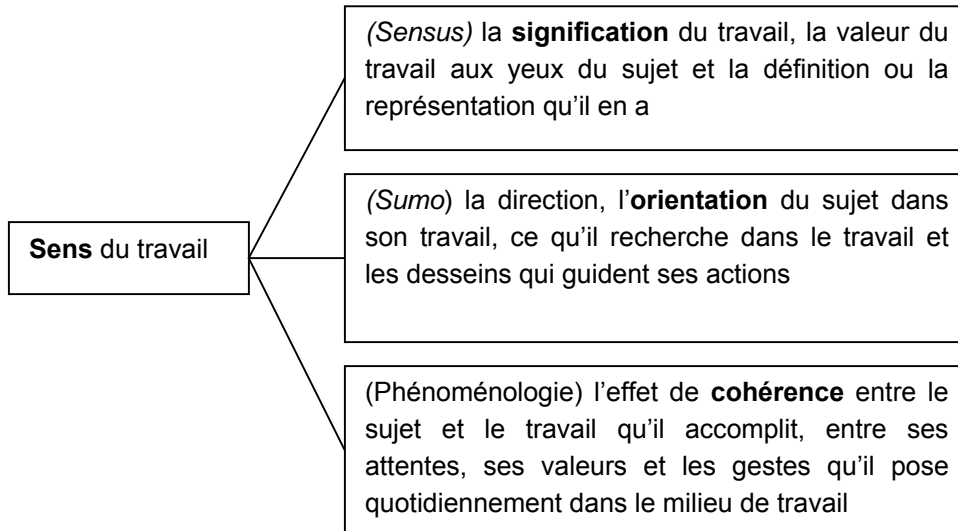 (Sensus) la signification du travail, la valeur du
travail aux yeux du sujet et la définition ou la
représentation qu’il en a
(Sumo) la direction, l’orientation du sujet dans
son travail, ce qu’il recherche dans le travail et
les desseins qui guident ses actions
Sens du travail
(Phénoménologie) l’effet de cohérence entre le
sujet et le travail qu’il accomplit, entre ses
attentes, ses valeurs et les gestes qu’il pose
quotidiennement dans le milieu de travail